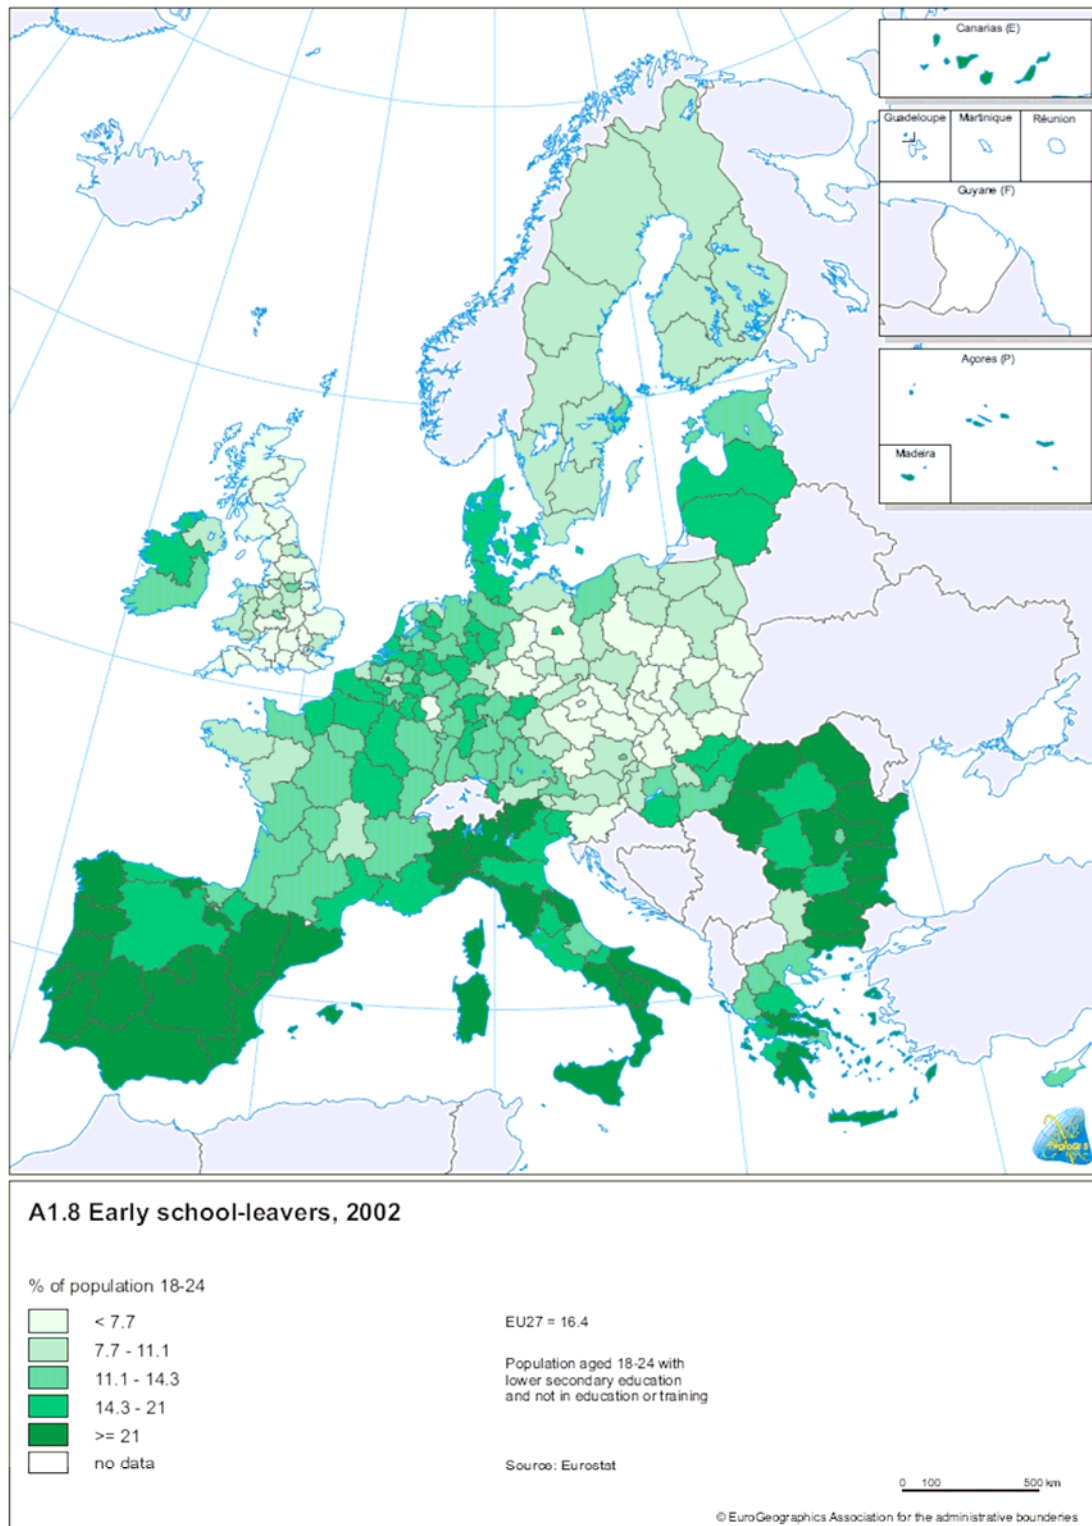 Canarias (E)
Guadeloupe
Martinique
Réunion
Guyane (F)
Açores (P)
Madeira
A1.8 Early school-leavers, 2002
% of population 18-24
< 7.7
7.7 - 11.1
11.1 - 14.3
14.3 - 21
>= 21
no data
EU27 = 16.4
Population aged 18-24 with
lower secondary education
and not in education or training
Source: Eurostat
0 100 500 km
© EuroGeographics Association for the administrative bounderies